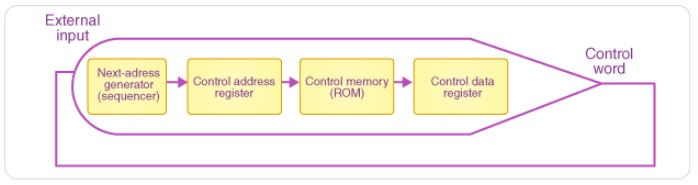 External
input
Next-adress
generator
(sequencer)
Control address
register
Control memory
(ROM)
Control data
register
Control
word